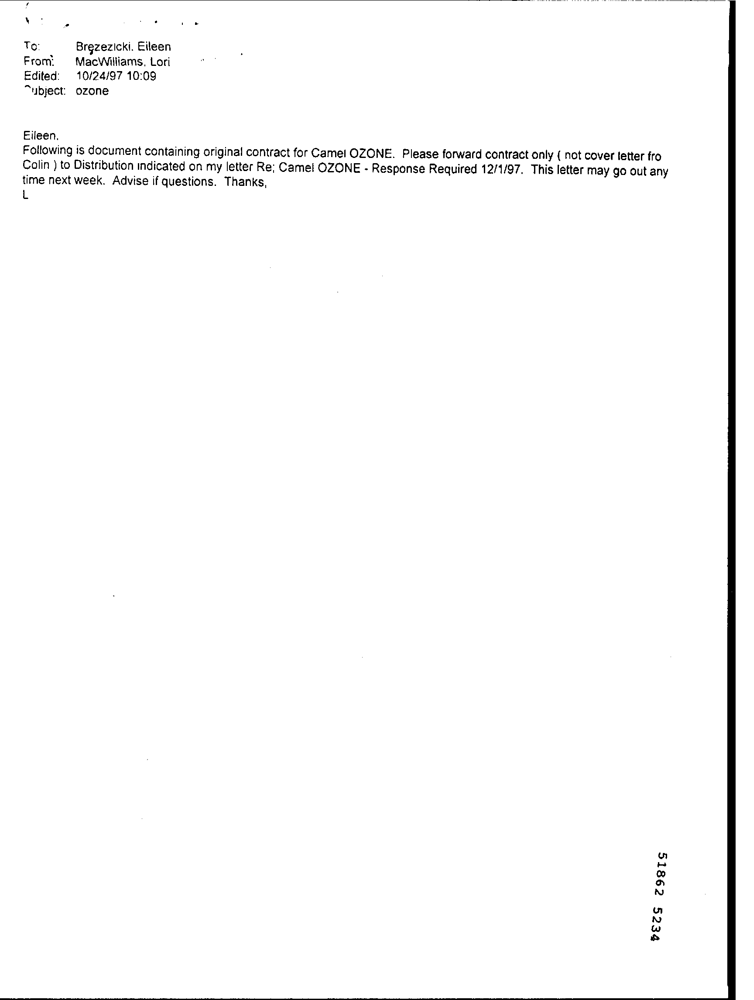 To: Brezezicki, Eileen
From: MacWilliams, Lori
Edited: 10/24/97 10:09
Subject: ozone
Eileen,
Following is document containing original contract for Camel OZONE. Please forward contract only ( not cover letter fro
Colin ) to Distribution indicated on my letter Re; Camel OZONE - Response Required 12/1/97. This letter may go out any
time next week. Advise if questions. Thanks,
L
51862 5234